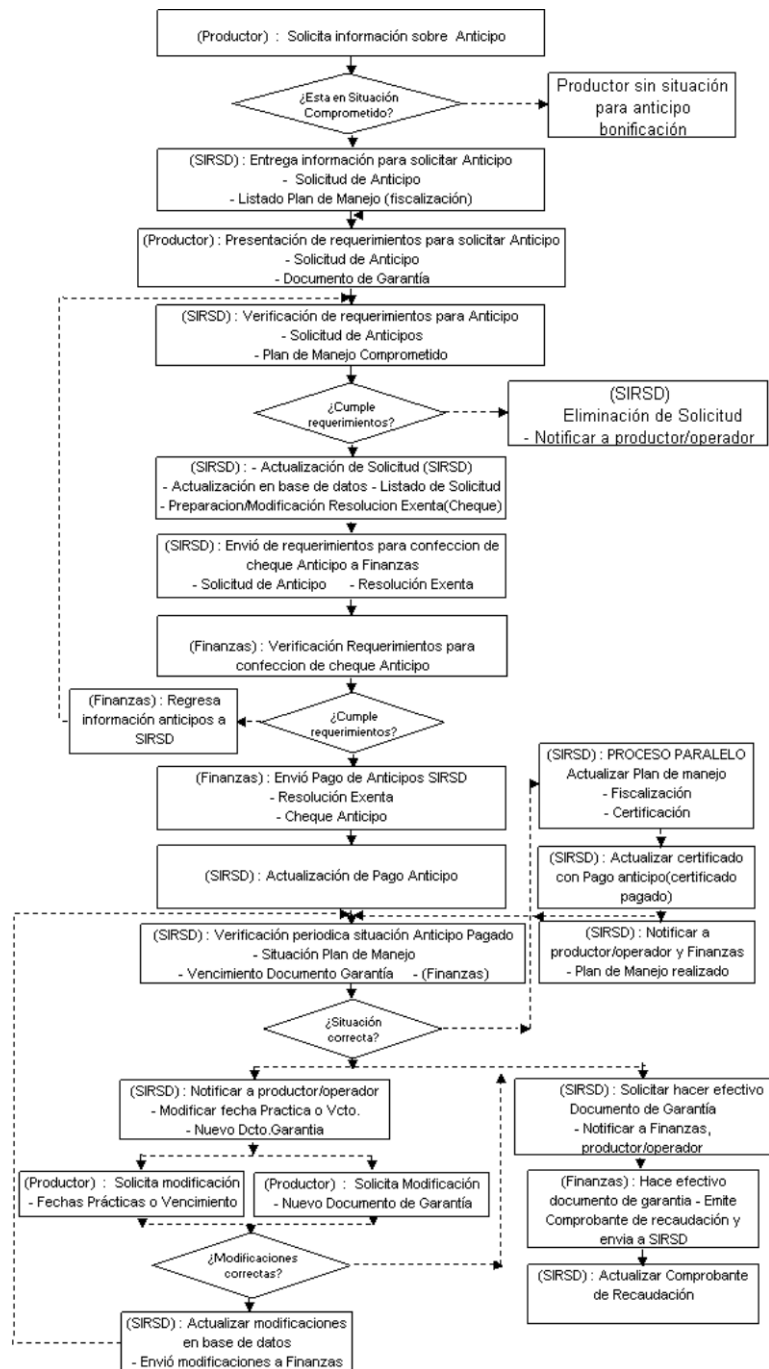 (Productor) : Solicita información sobre Anticipo
¿Esta en Situación
Comprometido?
Productor sin situación
para anticipo
bonificación
(SIRSD) : Entrega información para solicitar Anticipo
- Solicitud de Anticipo
- Listado Plan de Manejo (fiscalización)
(Productor) : Presentación de requerimientos para solicitar Anticipo
- Solicitud de Anticipo
- Documento de Garantía
(SIRSD) : Verificación de requerimientos para Anticipo
- Solicitud de Anticipos
- Plan de Manejo Comprometido
¿Cumple
requerimientos?
(SIRSD)
Eliminación de Solicitud
- Notificar a productor/operador
(SIRSD) : - Actualización de Solicitud (SIRSD)
- Actualización en base de datos - Listado de Solicitud
- Preparacion/Modificación Resolucion Exenta(Cheque)
(SIRSD) : Envió de requerimientos para confeccion de
cheque Anticipo a Finanzas
- Solicitud de Anticipo - Resolución Exenta
(Finanzas) : Verificación Requerimientos para
confeccion de cheque Anticipo
(Finanzas) : Regresa
información anticipos a
SIRSD
¿Cumple
requerimientos?
(Finanzas) : Envió Pago de Anticipos SIRSD
- Resolución Exenta
- Cheque Anticipo
(SIRSD) : PROCESO PARALELO
Actualizar Plan de manejo
- Fiscalización
- Certificación
(SIRSD) : Actualización de Pago Anticipo
(SIRSD) : Actualizar certificado
con Pago anticipo(certificado
pagado)
(SIRSD) : Verificación periodica situación Anticipo Pagado
- Situación Plan de Manejo
- Vencimiento Documento Garantía - (Finanzas)
(SIRSD) : Notificar a
productor/operador y Finanzas
- Plan de Manejo realizado
¿Situación
correcta?
(SIRSD) : Notificar a productor/operador
- Modificar fecha Practica o Vcto.
- Nuevo Dcto.Garantia
(SIRSD) : Solicitar hacer efectivo
Documento de Garantía
- Notificar a Finanzas,
productor/operador
(Productor) : Solicita modificación
- Fechas Prácticas o Vencimiento
(Productor) : Solicita Modificación
- Nuevo Documento de Garantía
(Finanzas) : Hace efectivo
documento de garantia - Emite
Comprobante de recaudación y
envia a SIRSD
¿Modificaciones
correctas?
(SIRSD) : Actualizar Comprobante
de Recaudación
(SIRSD) : Actualizar modificaciones
en base de datos
- Envió modificaciones a Finanzas